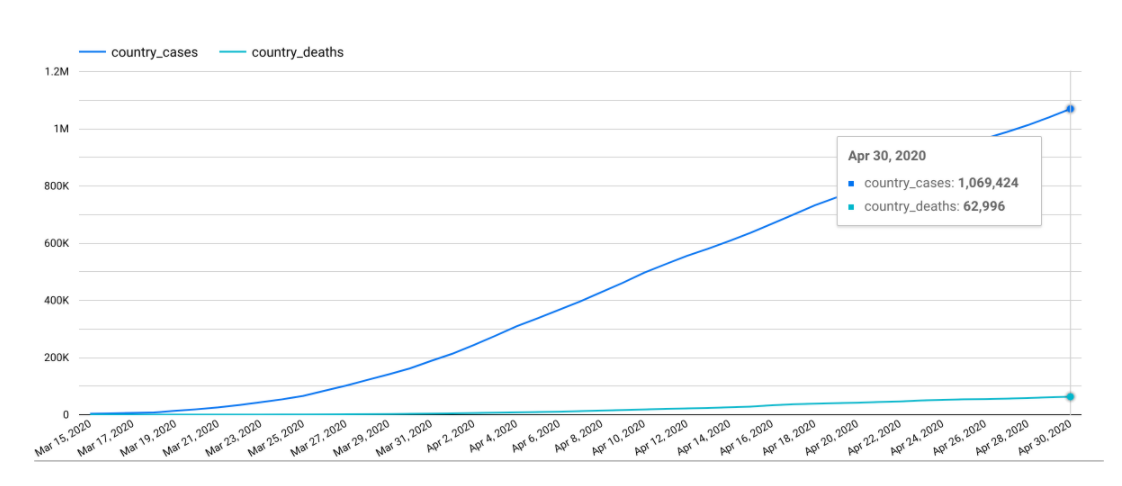 country_cases country_deaths
1.2M
1M
800K
600K
400K
200K
0
Apr 30, 2020
country_cases: 1,069,424
country_deaths: 62,996
Mar 15, 2020 Mar 17, 2020 Mar 19, 2020 Mar 21, 2020 Mar 23, 2020 Mar 25, 2020 Mar 27, 2020 Mar 29, 2020 Mar 31, 2020 Apr 2, 2020 Apr 4, 2020 Apr 6, 2020 Apr 8, 2020 Apr 10, 2020 Apr 12, 2020 Apr 14, 2020 Apr 16, 2020 Apr 18, 2020 Apr 20, 2020 Apr 22, 2020 Apr 24, 2020 Apr 26, 2020 Apr 28, 2020 Apr 30, 2020